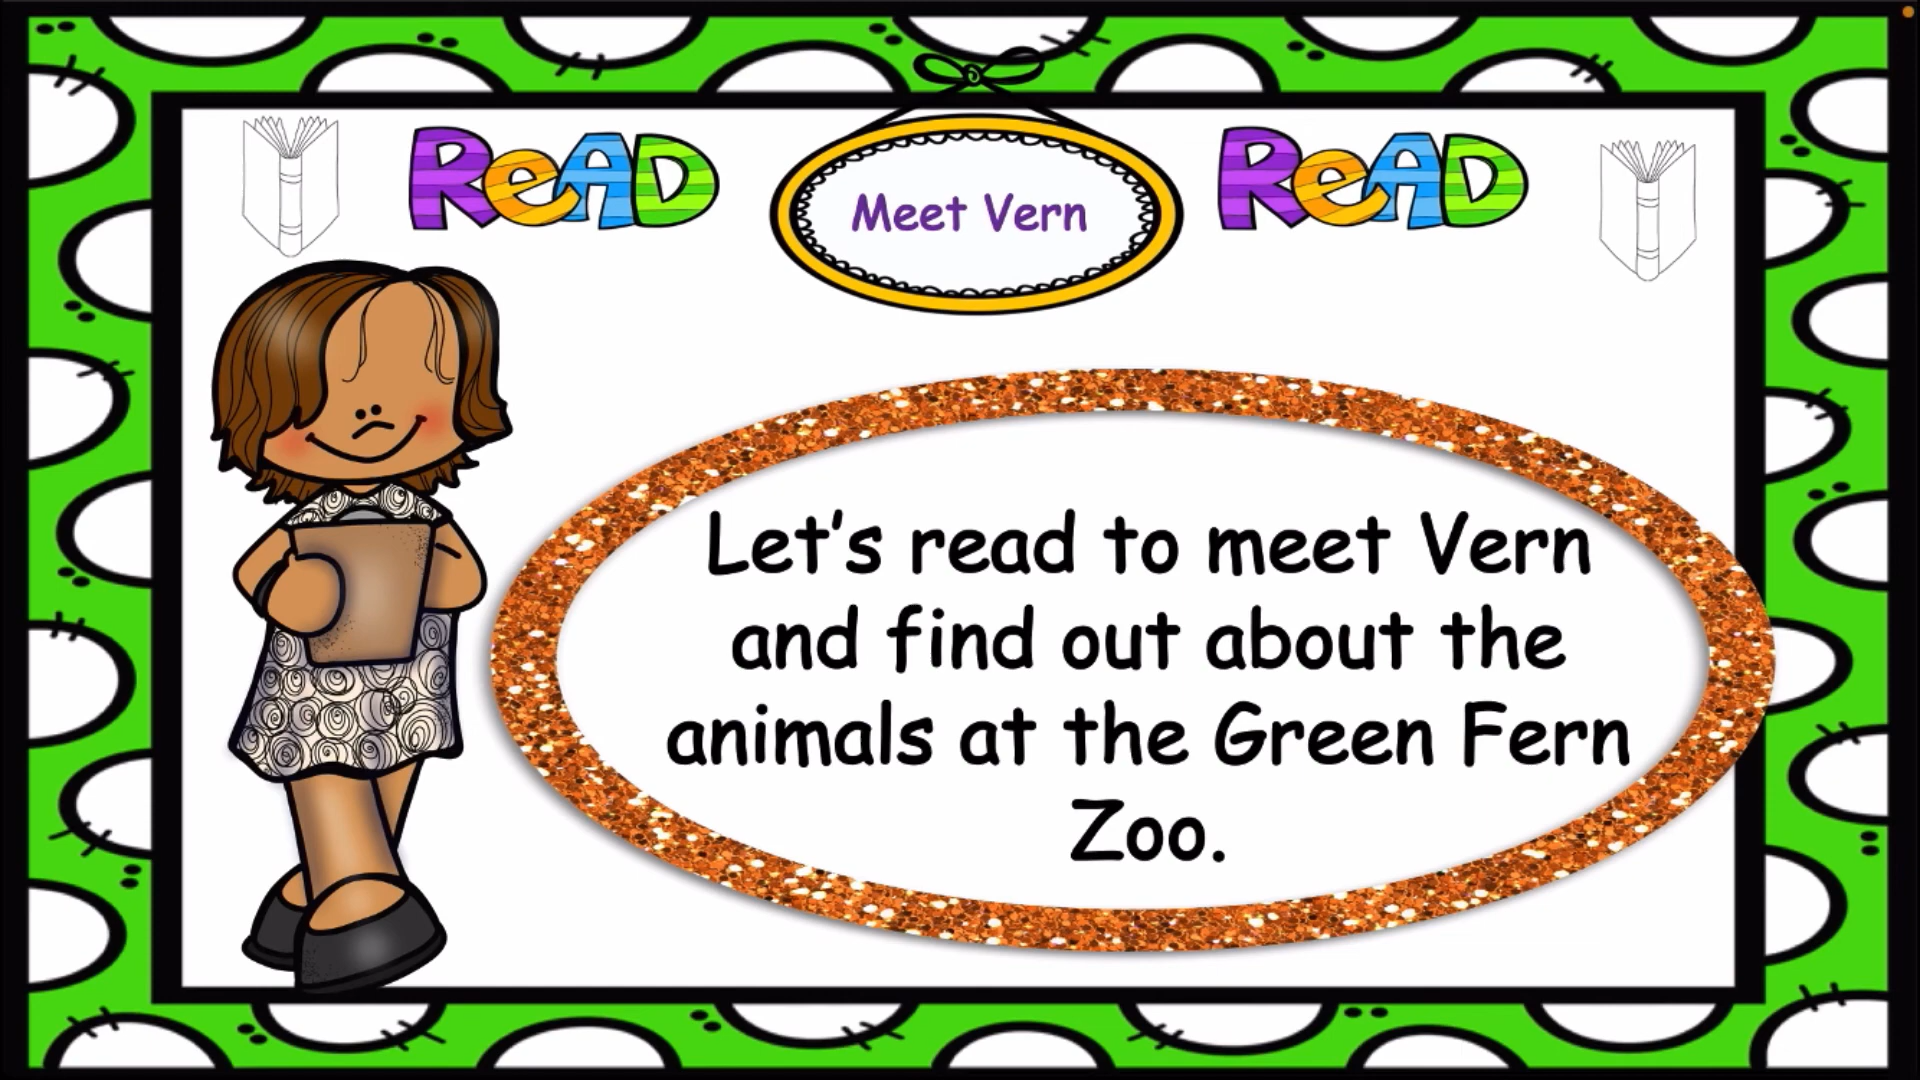 ReAD Meet Vern ReAD
Let's read to meet Vern
and find out about the
animals at the Green Fern
Zoo.